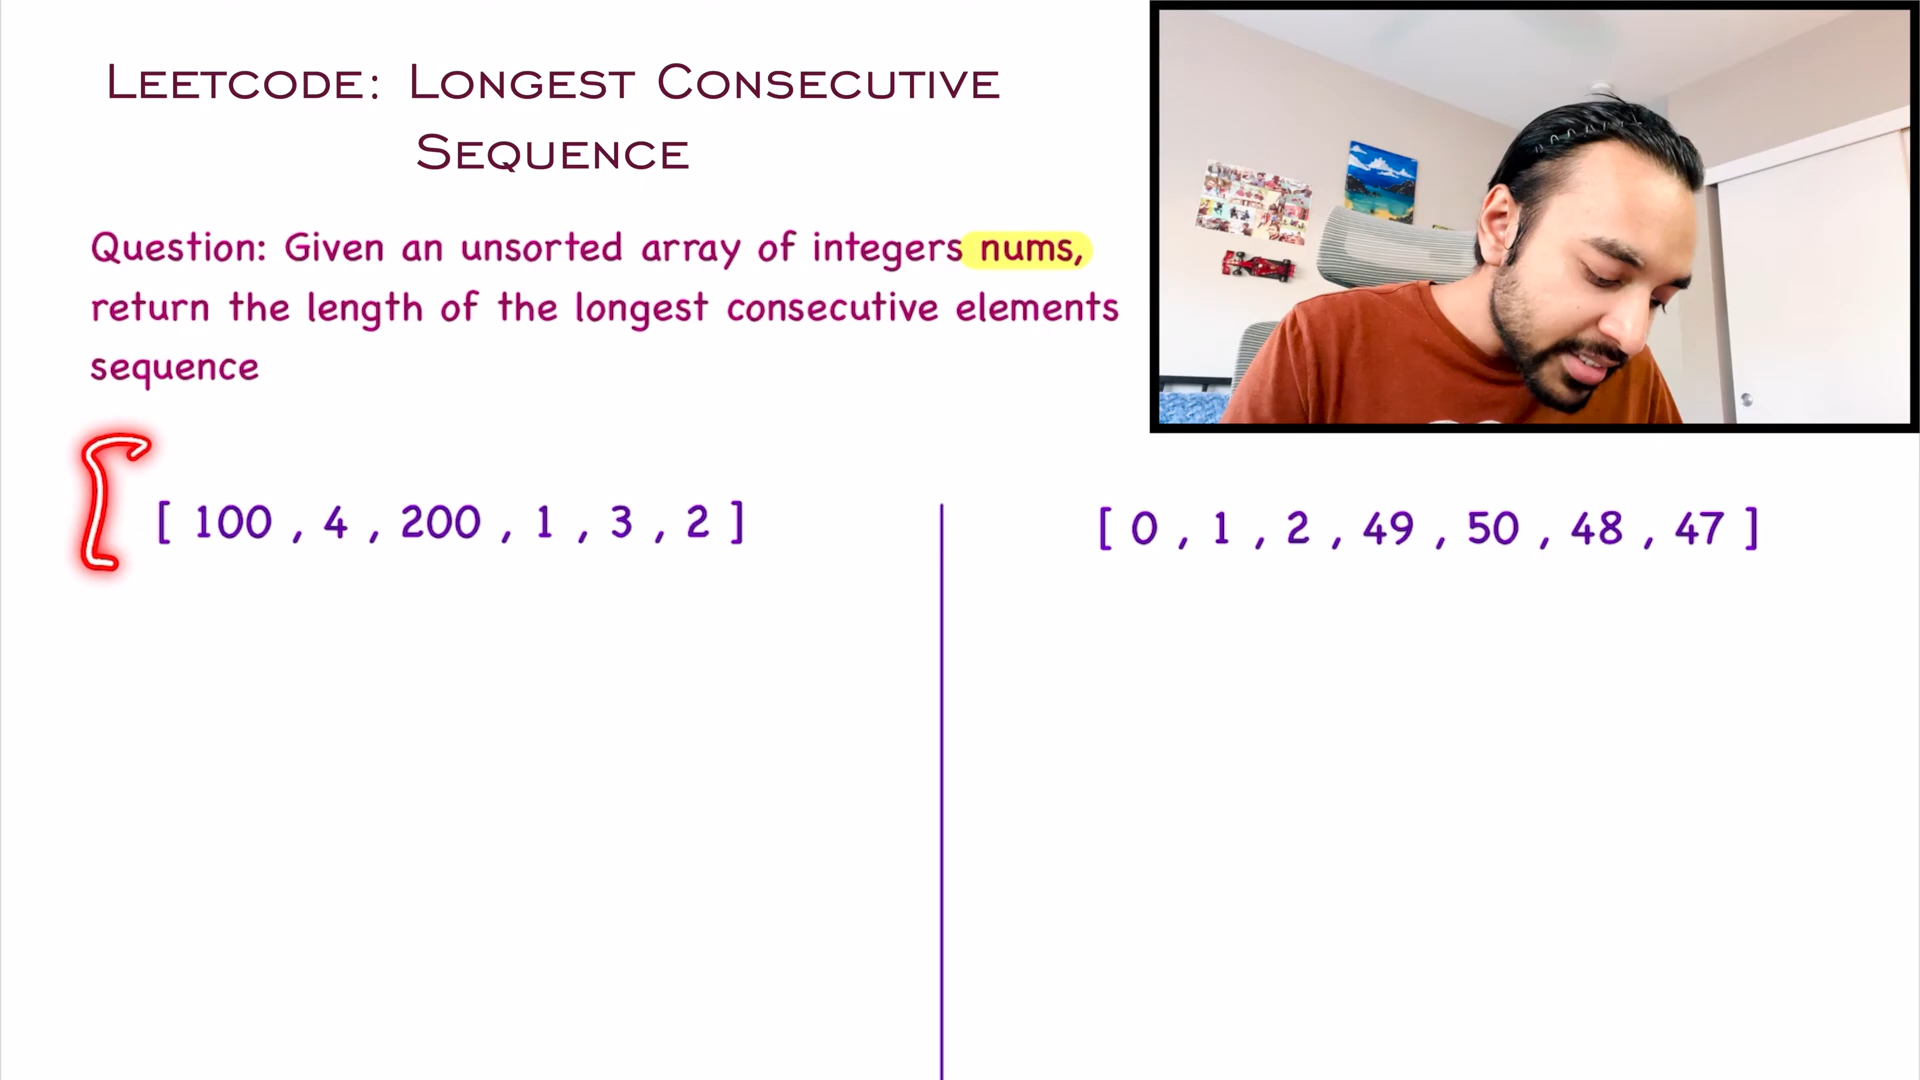 LEETCODE: LONGEST CONSECUTIVE
SEQUENCE
Question: Given an unsorted array of integers nums,
return the length of the longest consecutive elements
sequence
[ 100 , 4 , 200 , 1 , 3 , 2 ]
[ 0 , 1 , 2 , 49 , 50 , 48 , 47 ]